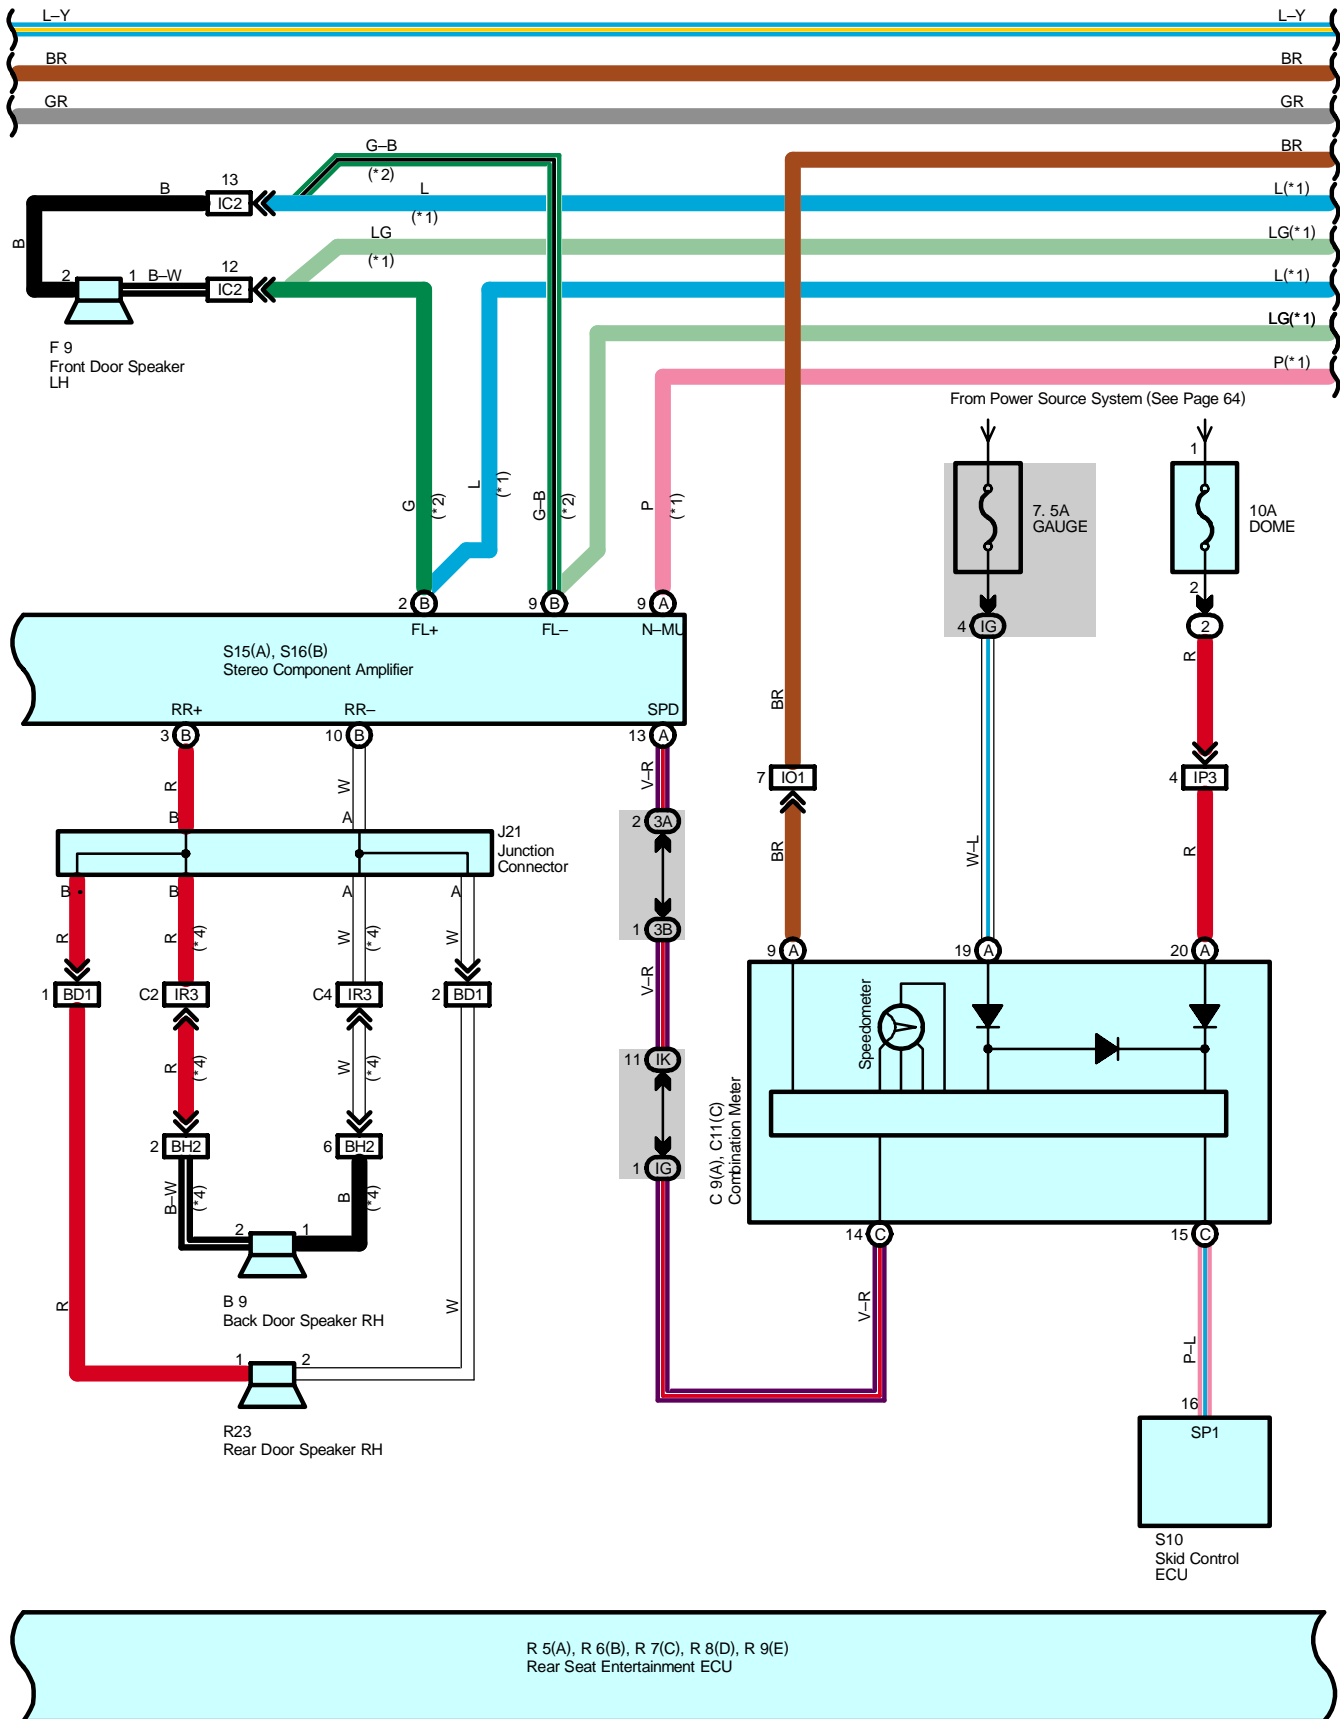 L–Y L–Y
BR BR
GR GR
G–B BR
(*2)
13
B L L(*1)
IC2
(*1)
LG LG(*1)
B
(*1)
12
2 1 B–W L(*1)
IC2
LG(*1)
F 9
Front Door Speaker
LH
P(*1)
From Power Source System (See Page 64)
1
G (*2) L (*1) G–B (*2) P (*1)
7. 5A
GAUGE
10A
DOME
2
2 B 9 B 9 A
4 IG 2
FL+ FL– N–MU
S15(A), S16(B)
Stereo Component Amplifier
R
RR+ RR– SPD
3 B 10 B 13 A
BR
R W V–R
7 IO1 4 IP3
B A
2 3A
J21
Junction
Connector
BR W–L R
B B A A
R R (*4) W (*4) W
1 3B
9 A 19 A 20 A
V–R
1 BD1 C2 IR3 C4 IR3 2 BD1
Speedometer
R (*4) W (*4)
11 IK
2 BH2 6 BH2
1 IG
C 9(A), C11(C)
Combination Meter
B–W (*4) B (*4)
2 1
14 C 15 C
B 9
Back Door Speaker RH
R W V–R
P–L
1 2
R23
Rear Door Speaker RH
16
SP1
S10
Skid Control
ECU
R 5(A), R 6(B), R 7(C), R 8(D), R 9(E)
Rear Seat Entertainment ECU